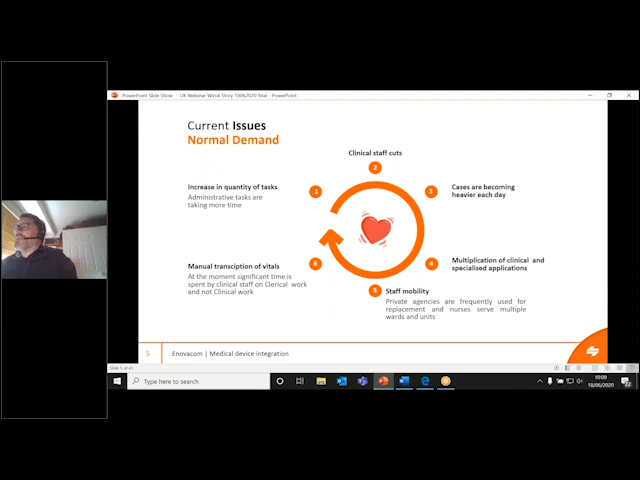 PowerPoint Slide Show - UK Webinar Wirral Story 18062020 final - PowerPoint
Current Issues
Normal Demand
Clinical staff cuts
2
Increase in quantity of tasks
Administrative tasks are
taking more time
1
3
Cases are becoming
heavier each day
Manual transciption of vitals
At the moment significant time is
spent by clinical staff on Clerical work
and not Clinical work
6
4
Multiplication of clinical and
specialised applications
5
Staff mobility
Private agencies are frequently used for
replacement and nurses serve multiple
wards and units
5
Enovacom | Medical device integration
Slide 5 of 41
Type here to search
10:09
18/06/2020